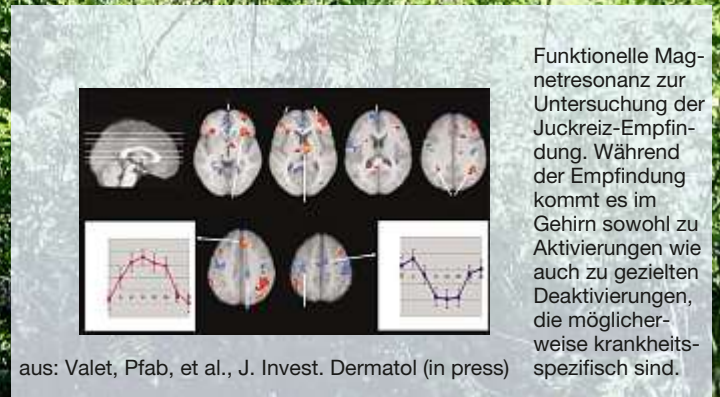 Funktionelle Mag-
netresonanz zur
Untersuchung der
Juckreiz-Empfin-
dung. Während
der Empfindung
kommt es im
Gehirn sowohl zu
Aktivierungen wie
auch zu gezielten
Deaktivierungen,
die möglicher-
weise krankheits-
spezifisch sind.
aus: Valet, Pfab, et al., J. Invest. Dermatol (in press)